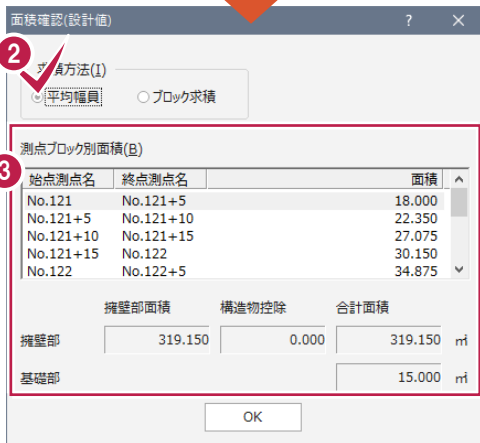 面積確認(設計値) ? ×
2
求積方法(I)
平均幅員 ブロック求積
測点ブロック別面積(B)
3
始点測点名 終点測点名 面積
No.121 No.121+5 18.000
No.121+5 No.121+10 22.350
No.121+10 No.121+15 27.075
No.121+15 No.122 30.150
No.122 No.122+5 34.875
擁壁部面積 構造物控除 合計面積
擁壁部 319.150 0.000 319.150 ㎡
基礎部 15.000 ㎡
OK